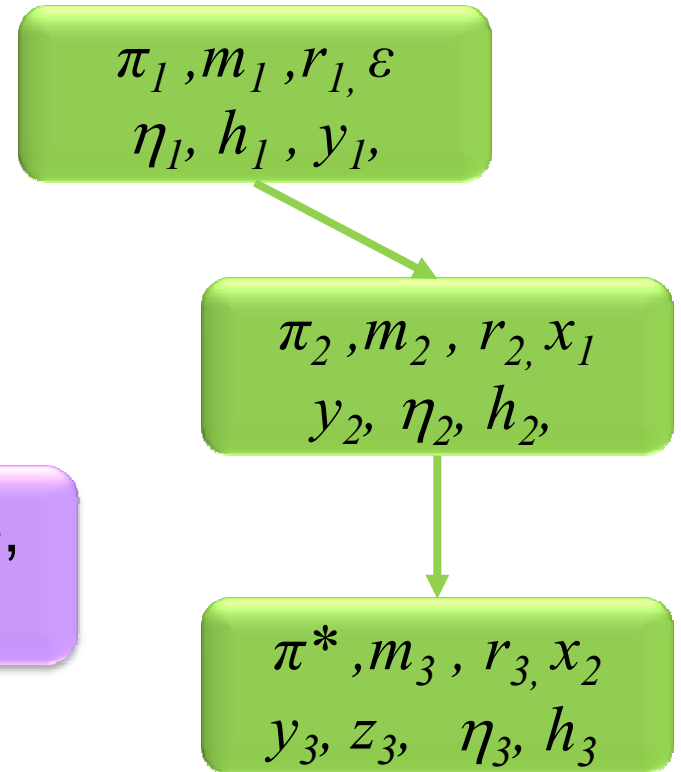 π₁ ,m₁ ,r₁, ε
η₁, h₁ , y₁,
π₂ ,m₂ , r₂, x₁
y₂, η₂, h₂,
,
π* ,m₃ , r₃, x₂
y₃, z₃, η₃, h₃